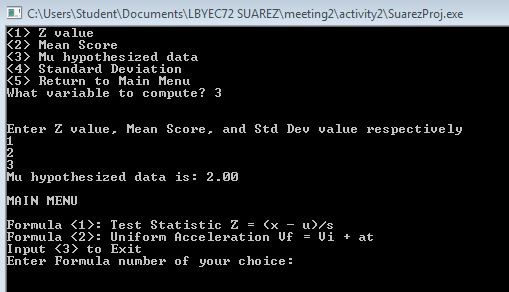 C:\Users\Student\Documents\LBYEC72 SUAREZ\meeting2\activity2\SuarezProj.exe
<1> Z value
<2> Mean Score
<3> Mu hypothesized data
<4> Standard Deviation
<5> Return to Main Menu
What variable to compute? 3
Enter Z value, Mean Score, and Std Dev value respectively
1
2
3
Mu hypothesized data is: 2.00
MAIN MENU
Formula <1>: Test Statistic Z = (x - u)/s
Formula <2>: Uniform Acceleration Vf = Vi + at
Input <3> to Exit
Enter Formula number of your choice: